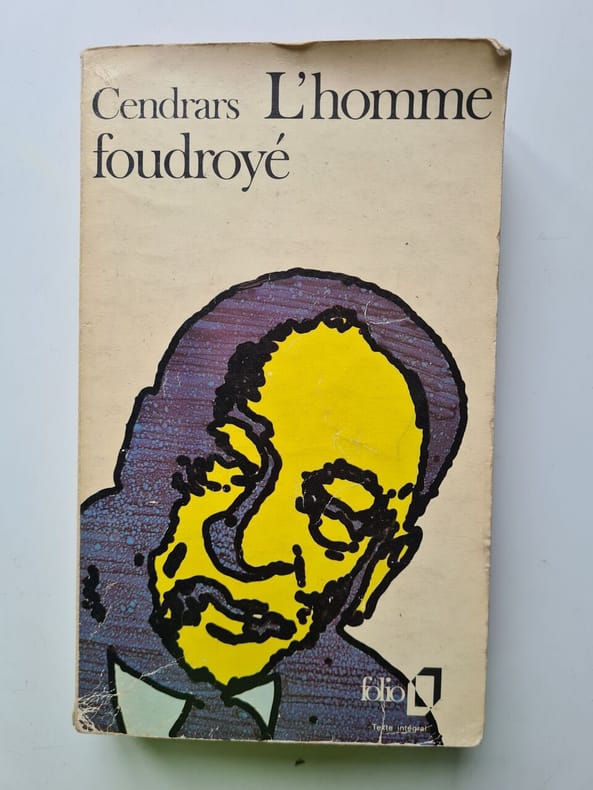 Cendrars L'homme
foudroyé
folio
Texte intégral